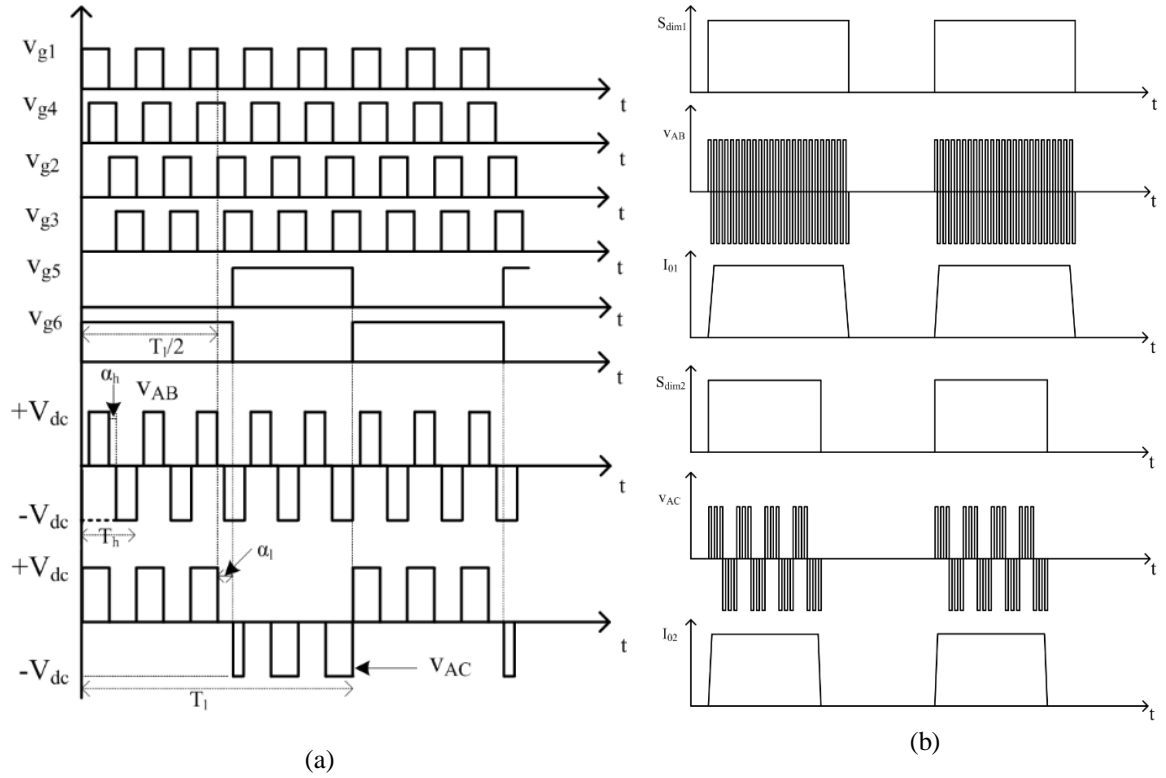 v_g1
t
v_g4
t
v_g2
t
v_g3
t
v_g5
t
v_g6
T_l/2
t
α_h
v_AB
+V_dc
t
-V_dc
T_h
α_l
+V_dc
t
-V_dc
v_AC
T_l
(a)
S_dim1
t
v_AB
t
I_01
t
S_dim2
t
v_AC
t
I_02
t
(b)